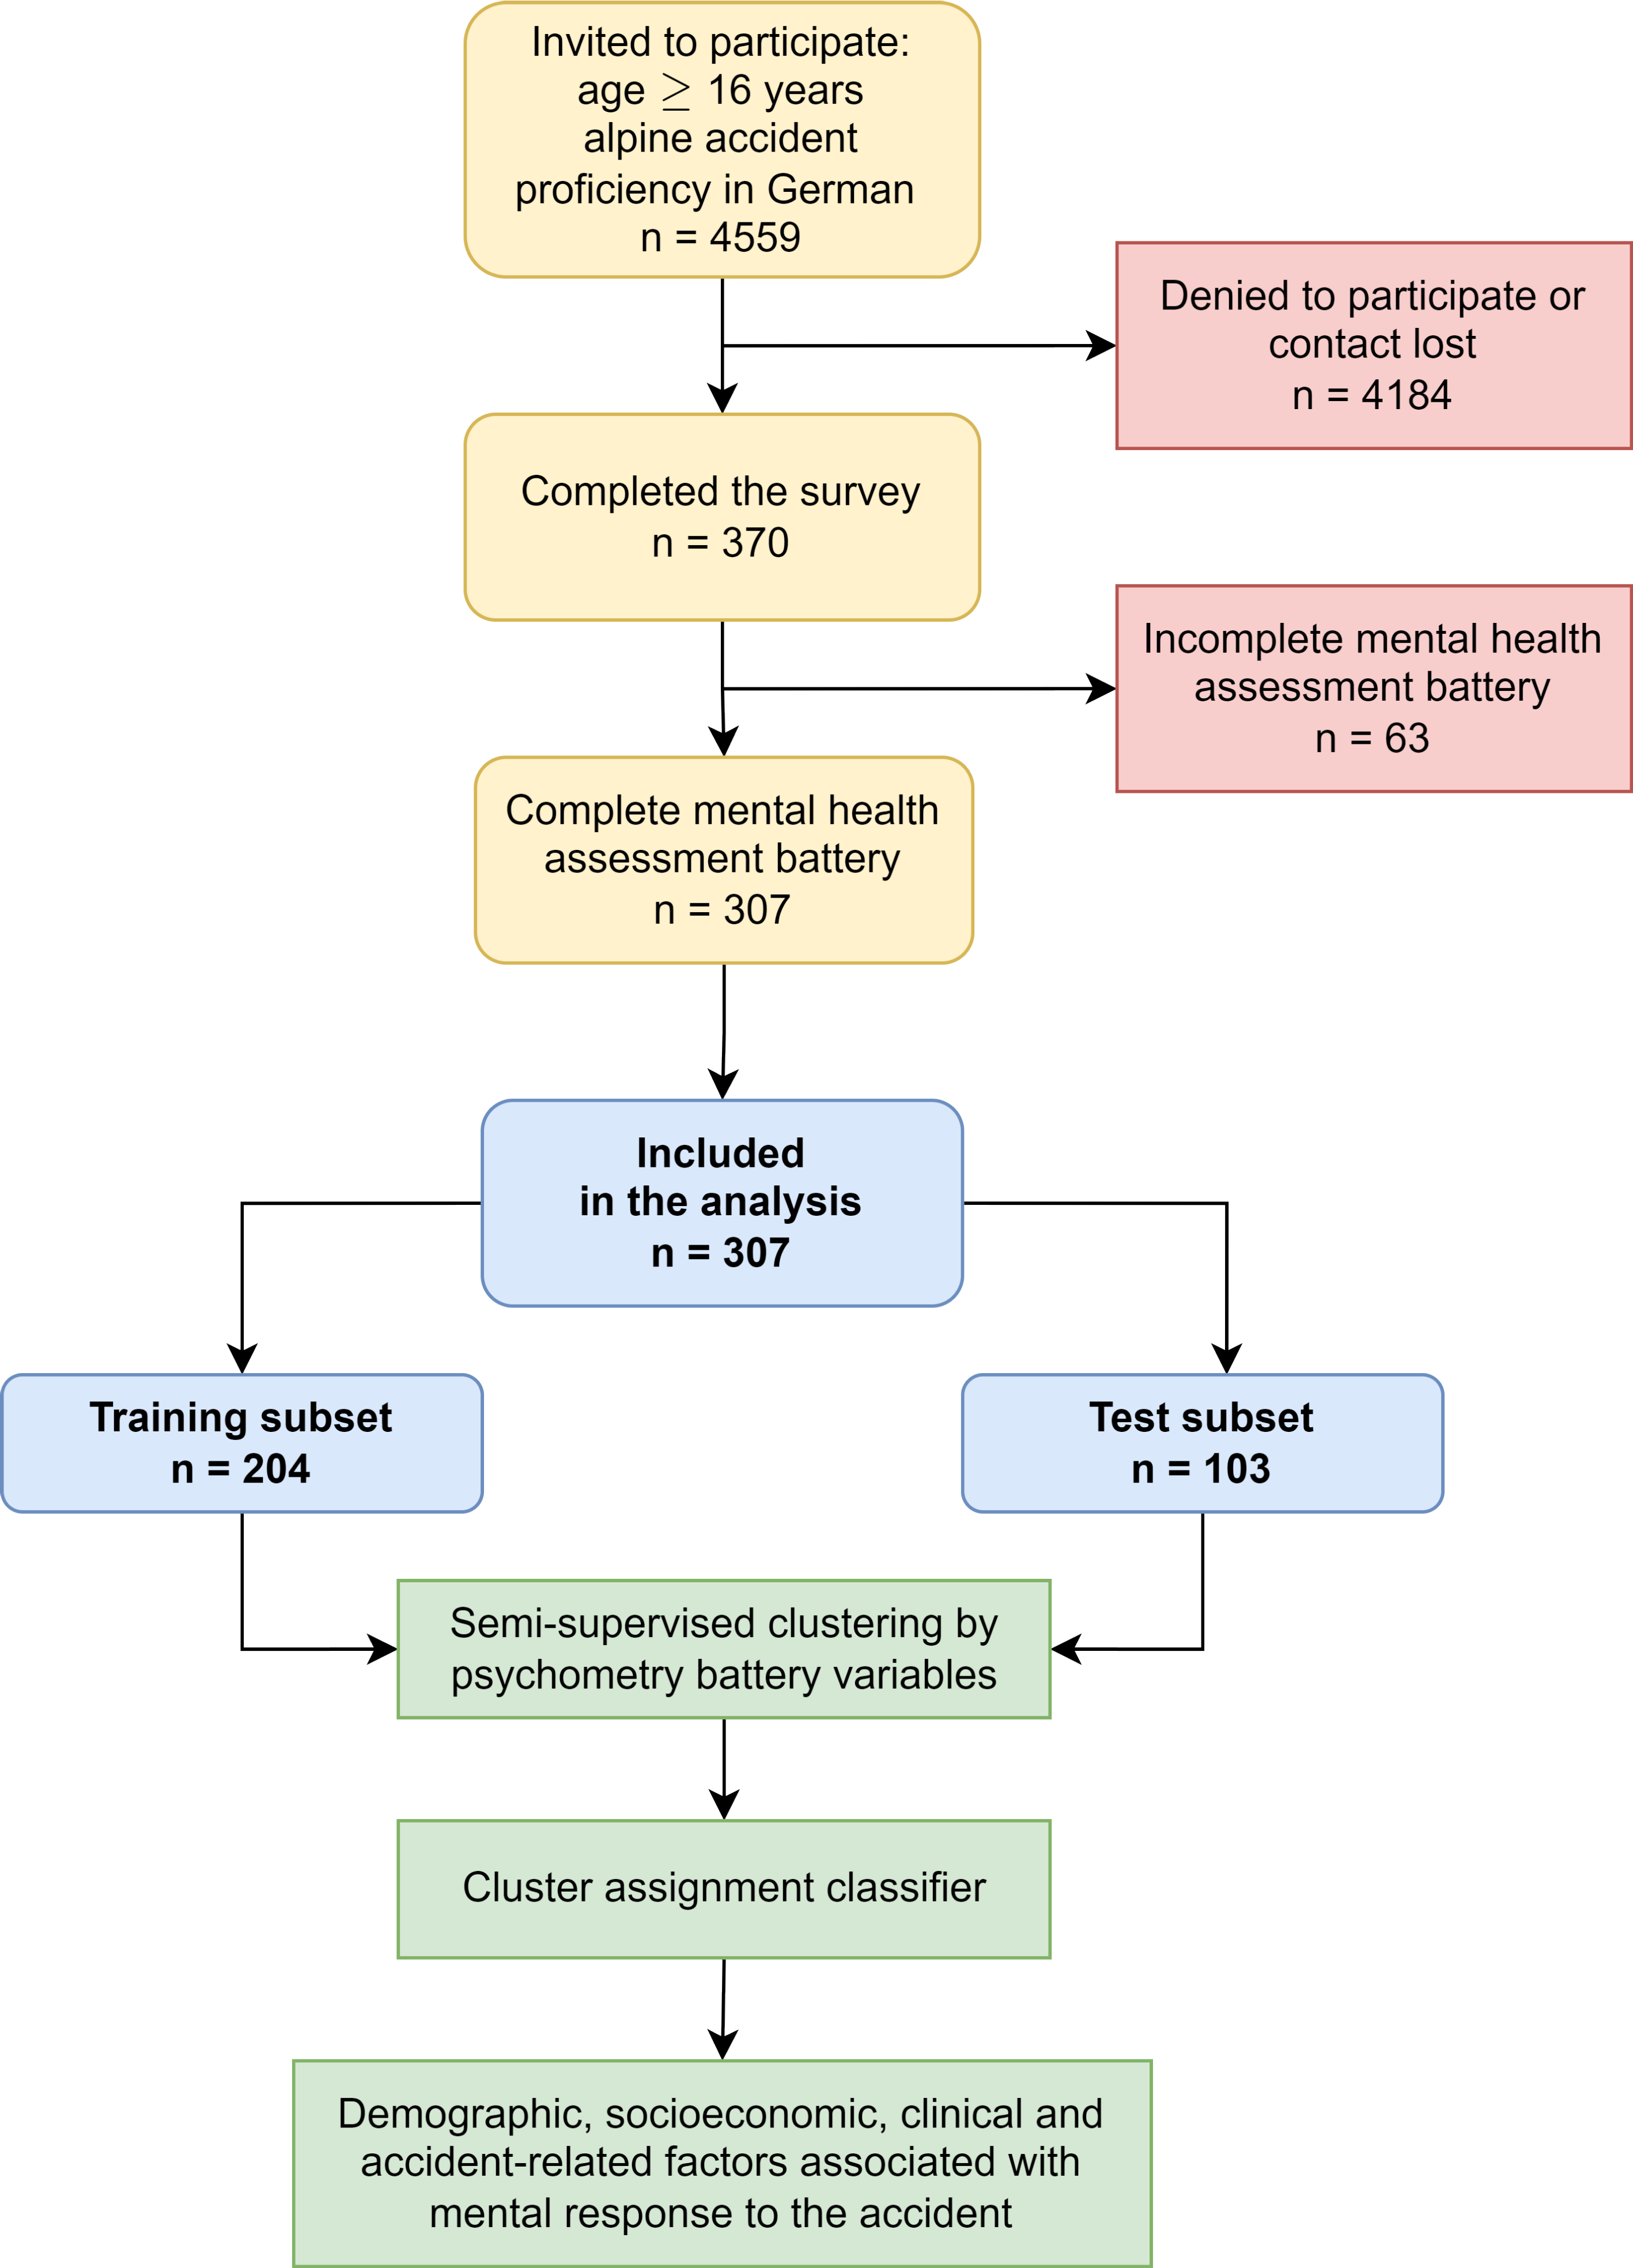 Invited to participate:
age ≥ 16 years
alpine accident
proficiency in German
n = 4559
Denied to participate or
contact lost
n = 4184
Completed the survey
n = 370
Incomplete mental health
assessment battery
n = 63
Complete mental health
assessment battery
n = 307
Included
in the analysis
n = 307
Training subset
n = 204
Test subset
n = 103
Semi-supervised clustering by
psychometry battery variables
Cluster assignment classifier
Demographic, socioeconomic, clinical and
accident-related factors associated with
mental response to the accident